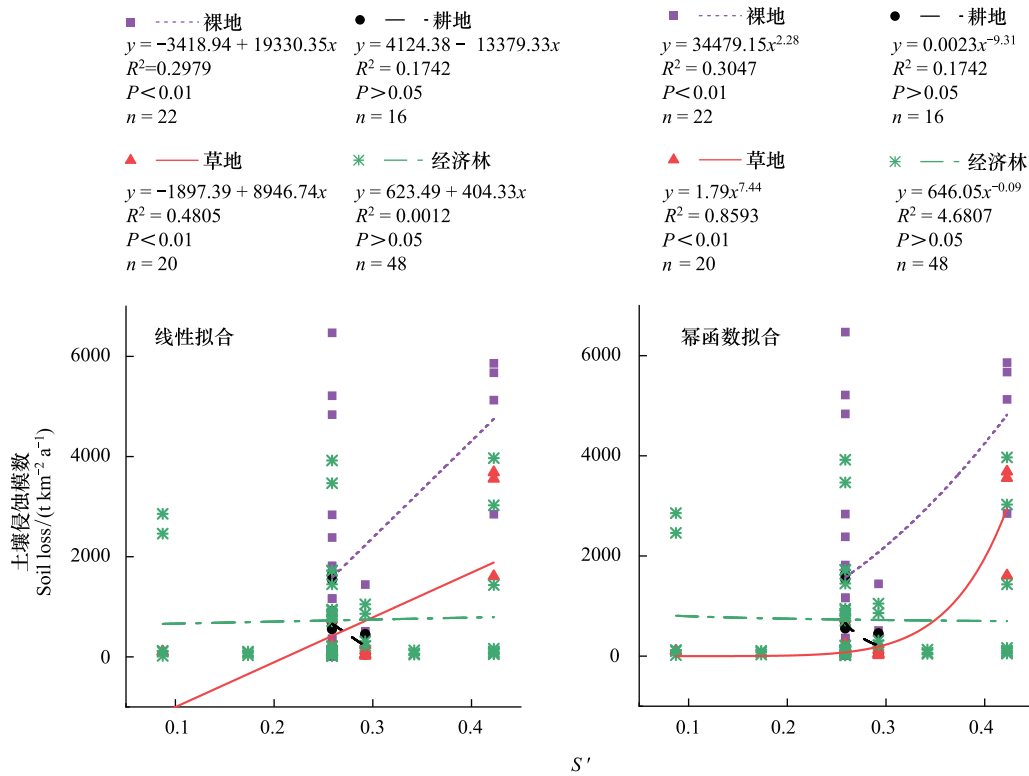 裸地
y = −3418.94 + 19330.35x
R²=0.2979
P＜0.01
n = 22
耕地
y = 4124.38 − 13379.33x
R² = 0.1742
P＞0.05
n = 16
草地
y = −1897.39 + 8946.74x
R² = 0.4805
P＜0.01
n = 20
经济林
y = 623.49 + 404.33x
R² = 0.0012
P＞0.05
n = 48
裸地
y = 34479.15x^2.28
R² = 0.3047
P＜0.01
n = 22
耕地
y = 0.0023x^−9.31
R² = 0.1742
P＞0.05
n = 16
草地
y = 1.79x^7.44
R² = 0.8593
P＜0.01
n = 20
经济林
y = 646.05x^−0.09
R² = 4.6807
P＞0.05
n = 48
土壤侵蚀模数
Soil loss/(t km⁻² a⁻¹)
线性拟合
6000
4000
2000
0
0.1 0.2 0.3 0.4
幂函数拟合
6000
4000
2000
0
0.1 0.2 0.3 0.4
S′